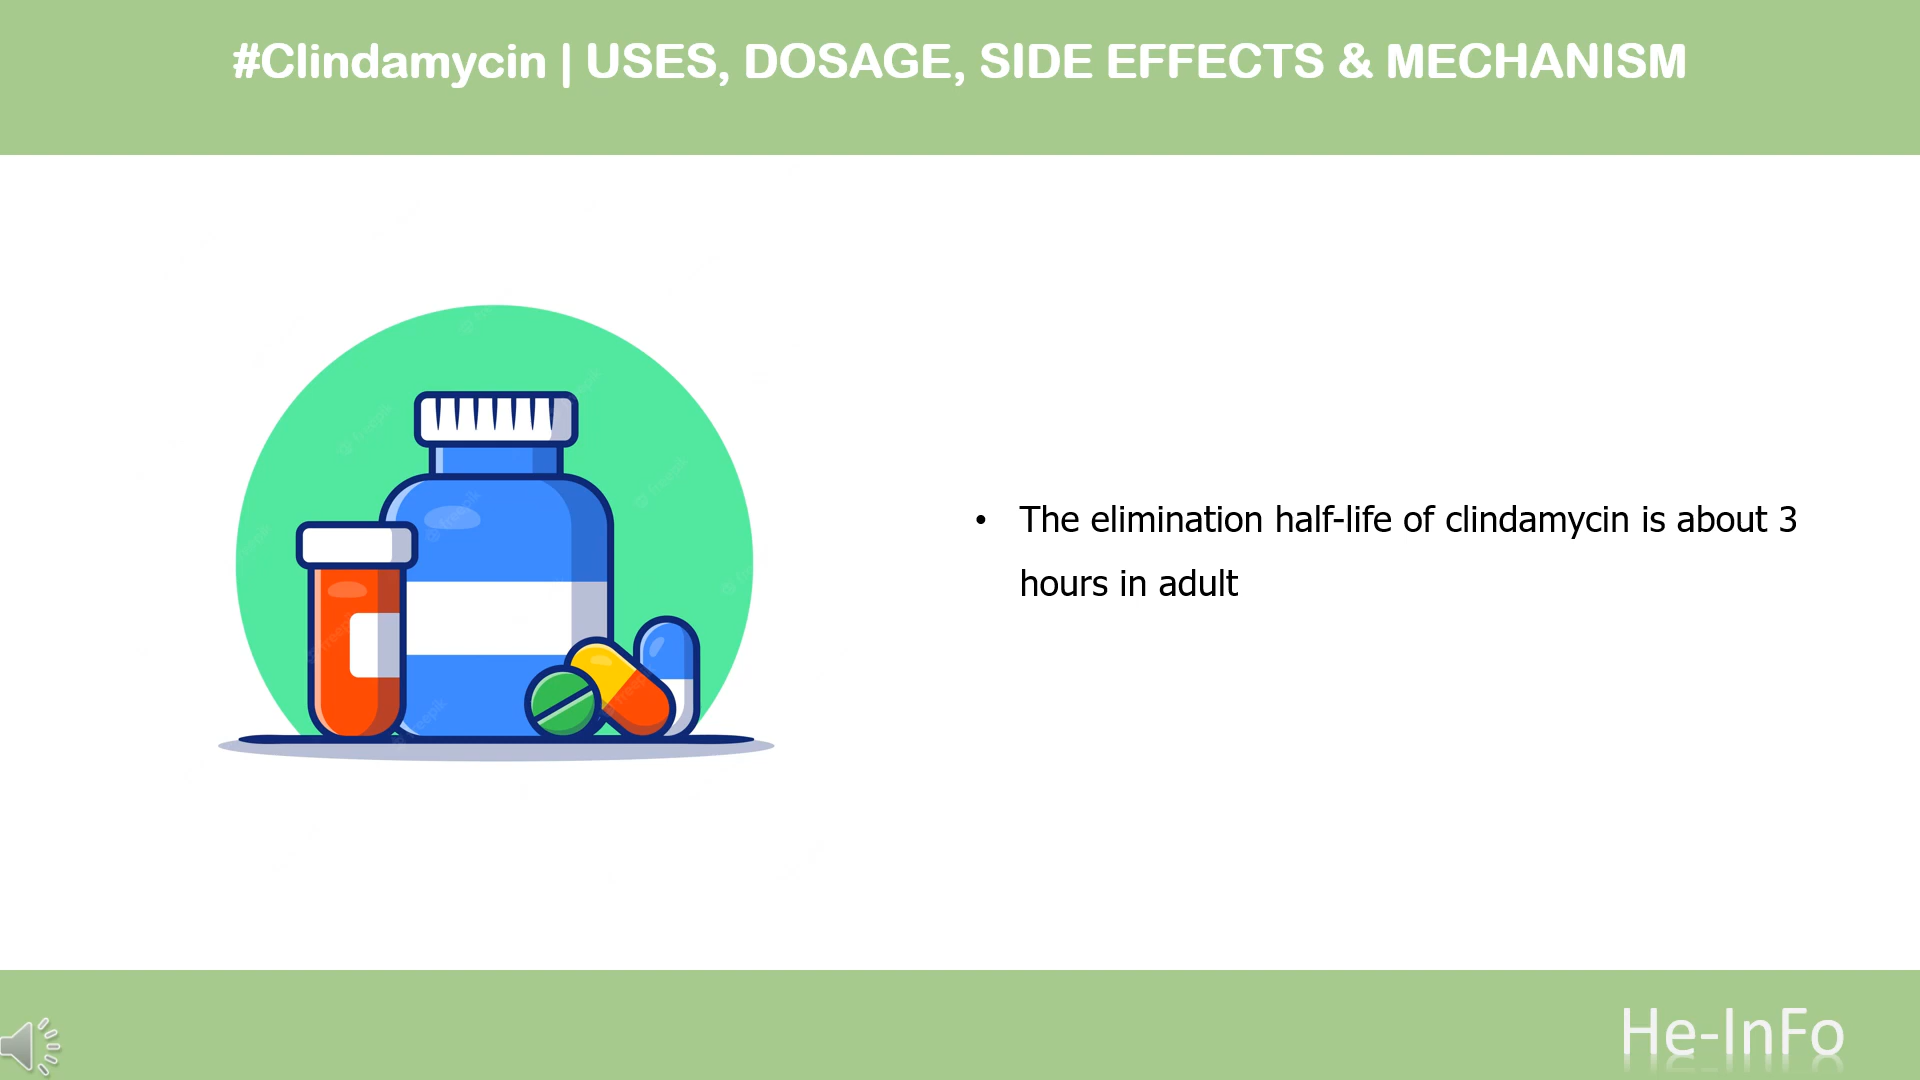 #Clindamycin | USES, DOSAGE, SIDE EFFECTS & MECHANISM
• The elimination half-life of clindamycin is about 3
hours in adult
He-InFo